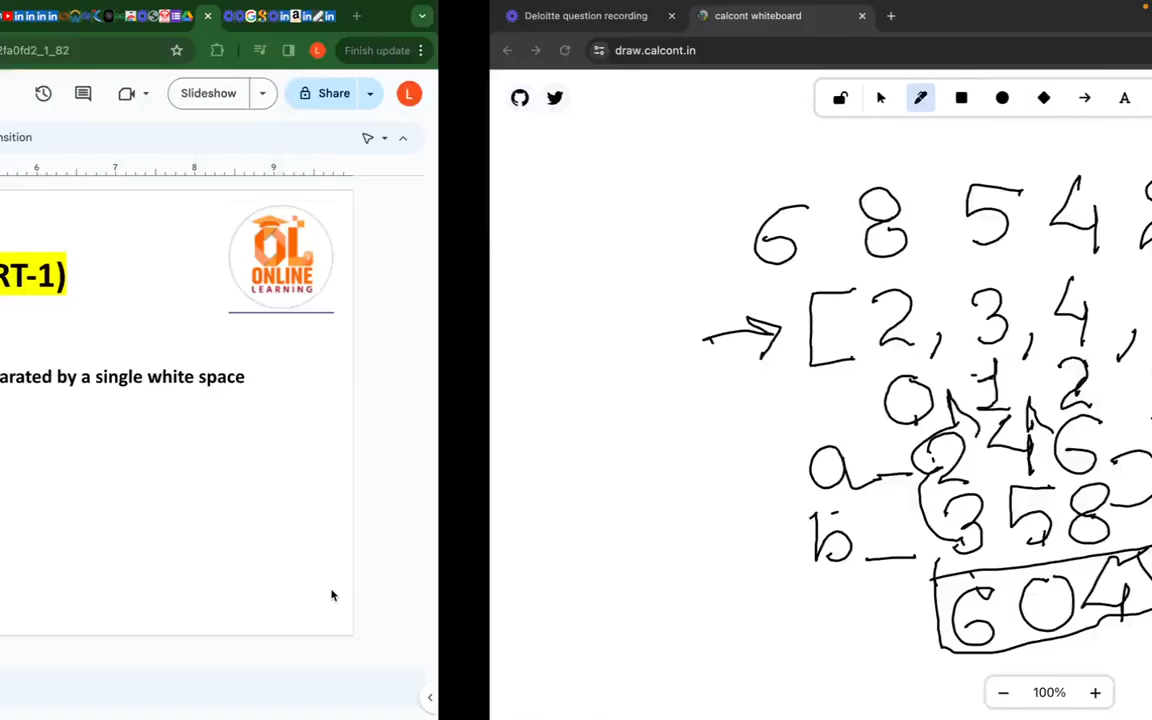 2fa0fd2_1_82
Finish update
Slideshow
Share
L
nsition
6 7 8 9
RT-1)
OL
ONLINE
LEARNING
arated by a single white space
Deloitte question recording
calcont whiteboard
draw.calcont.in
A
6 8 5 4
[2, 3, 4,
0 1 2
a_ 2 4 6
b_ 3 5 8
6 0 4
100%